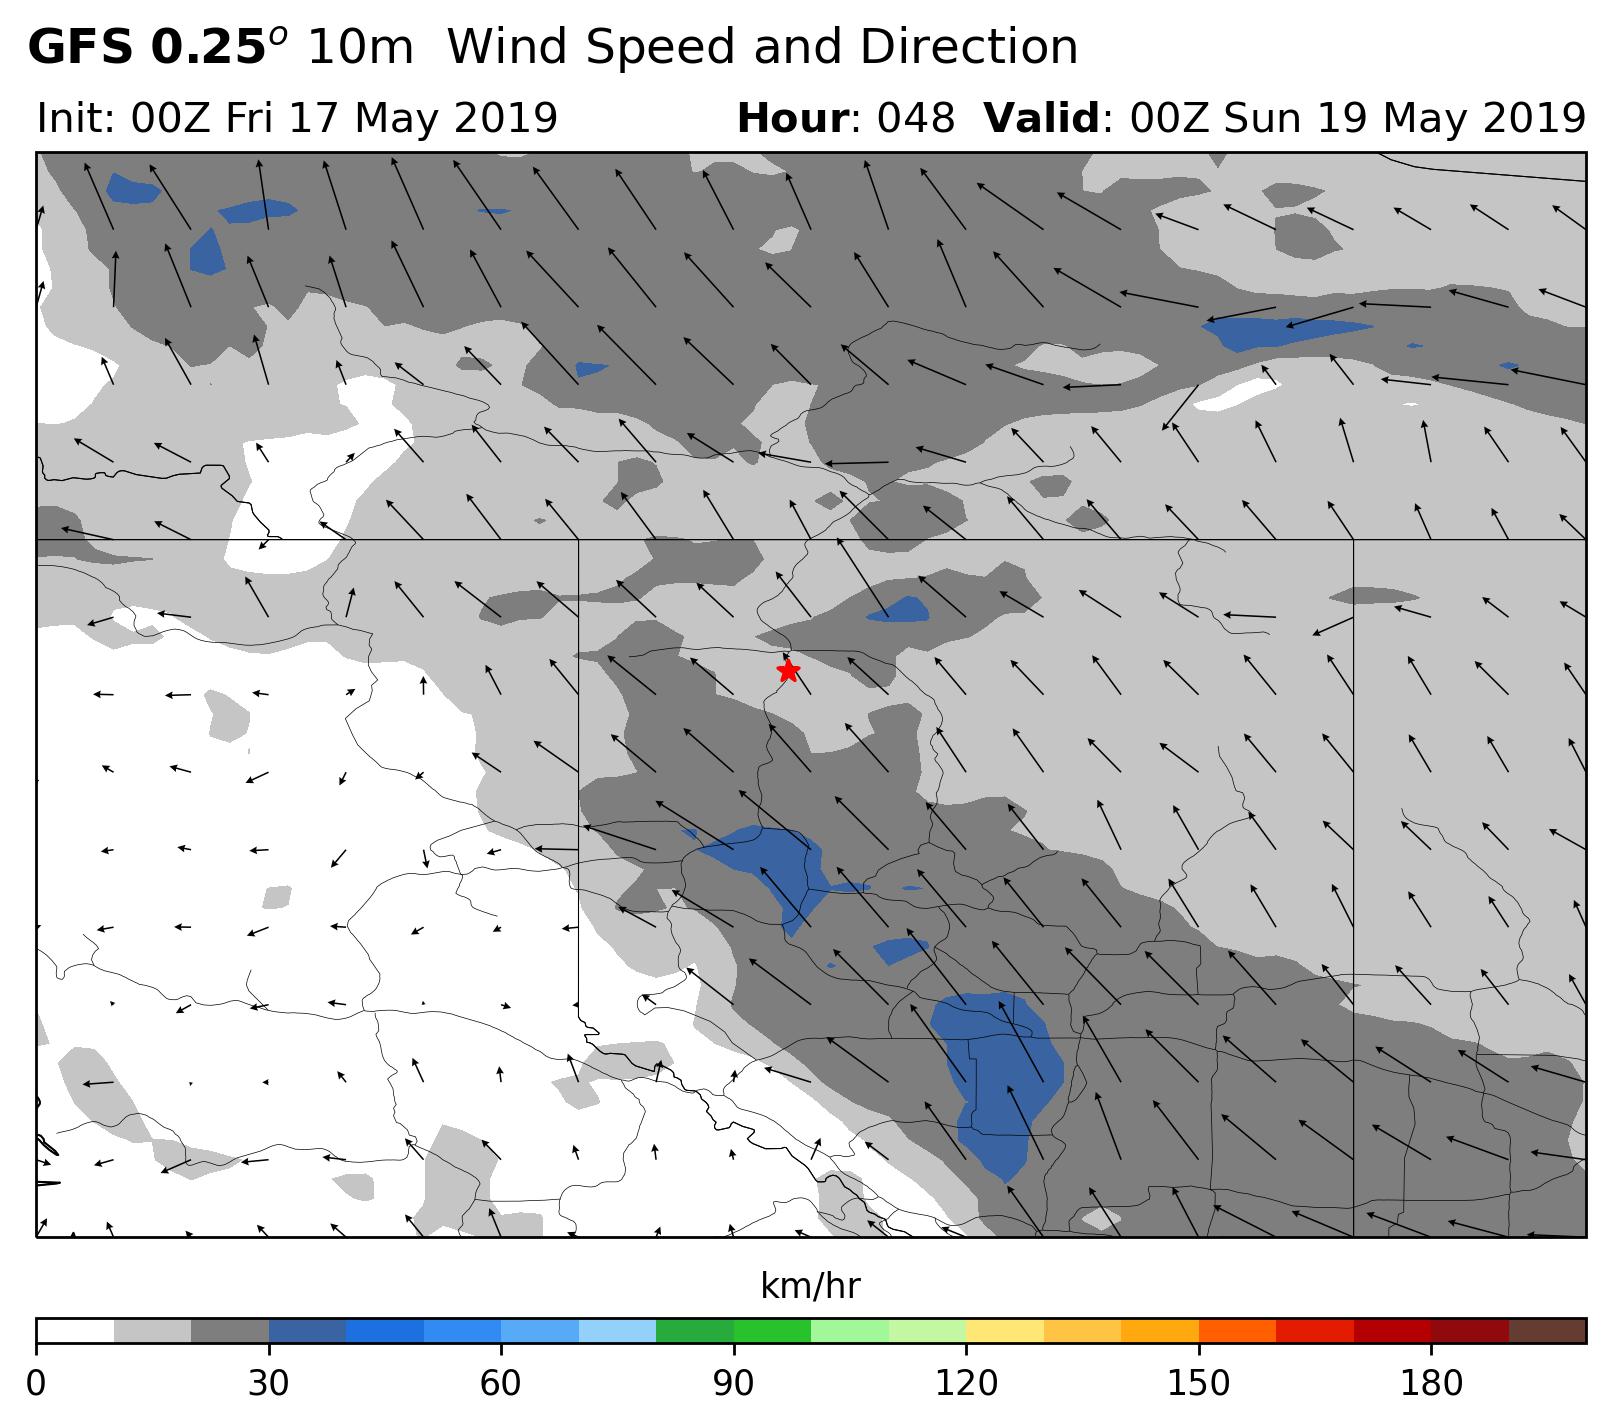 GFS 0.25o 10m Wind Speed and Direction
Init: 00Z Fri 17 May 2019 Hour: 048 Valid: 00Z Sun 19 May 2019
km/hr
0 30 60 90 120 150 180